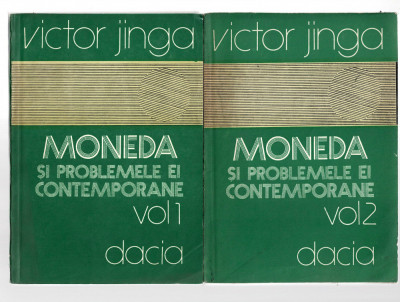 victor jinga
MONEDA
SI PROBLEMELE EI
CONTEMPORANE
vol 1
dacia
victor jinga
MONEDA
SI PROBLEMELE EI
CONTEMPORANE
vol 2
dacia